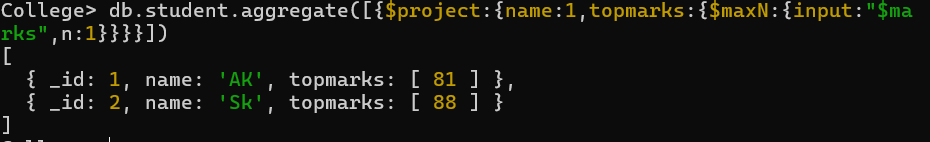 College> db.student.aggregate([{$project:{name:1,topmarks:{$maxN:{input:"$ma
rks",n:1}}}}])
[
  { _id: 1, name: 'AK', topmarks: [ 81 ] },
  { _id: 2, name: 'Sk', topmarks: [ 88 ] }
]